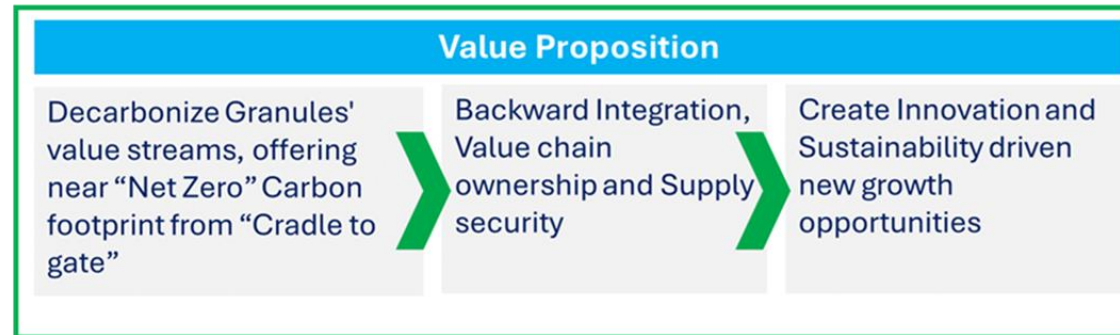 Value Proposition
Decarbonize Granules'
value streams, offering
near “Net Zero” Carbon
footprint from “Cradle to
gate”
Backward Integration,
Value chain
ownership and Supply
security
Create Innovation and
Sustainability driven
new growth
opportunities